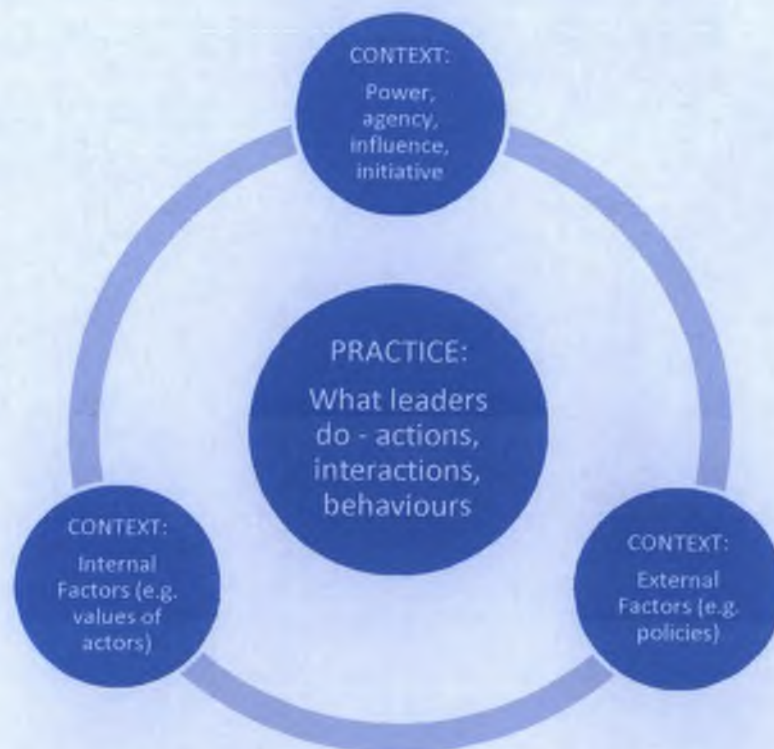 CONTEXT:
Power,
agency,
influence,
initiative
PRACTICE:
What leaders
do - actions,
interactions,
behaviours
CONTEXT:
Internal
Factors (e.g.
values of
actors)
CONTEXT:
External
Factors (e.g.
policies)